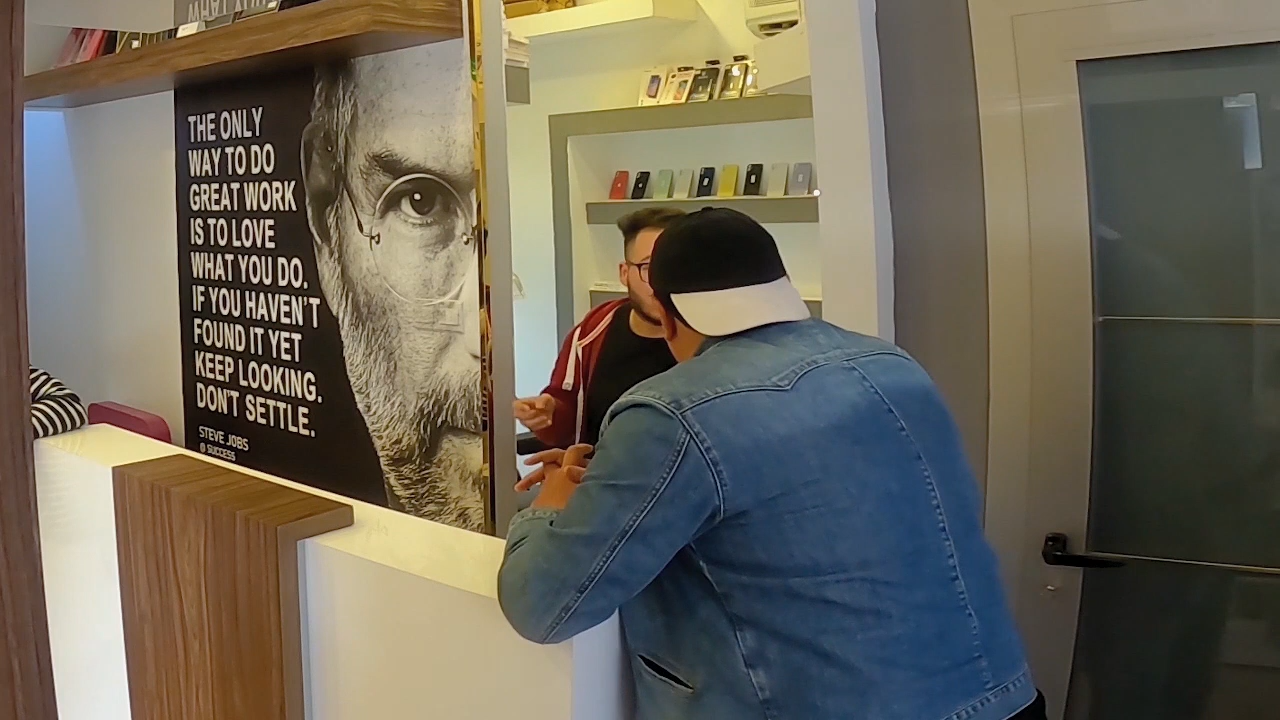 THE ONLY
WAY TO DO
GREAT WORK
IS TO LOVE
WHAT YOU DO.
IF YOU HAVEN'T
FOUND IT YET
KEEP LOOKING.
DON'T SETTLE.
STEVE JOBS
@ SUCCESS